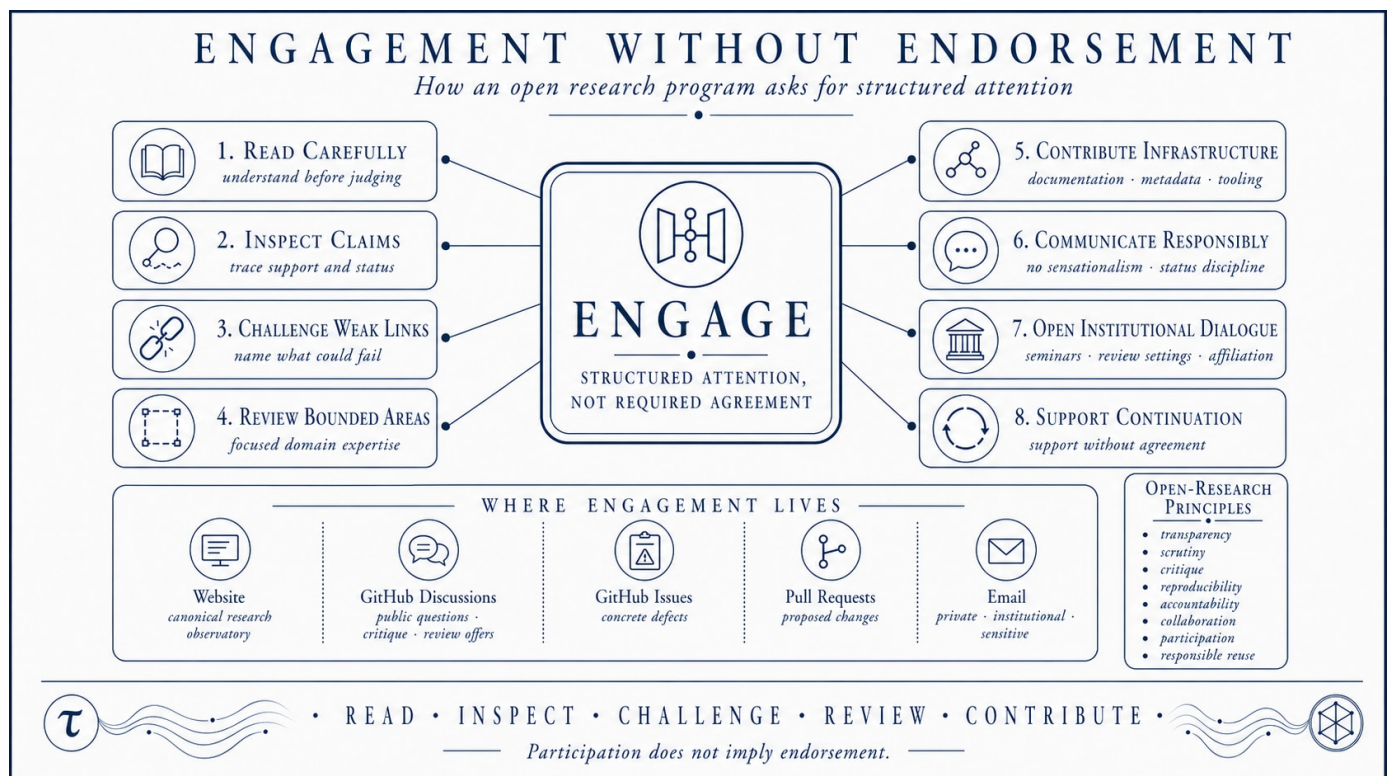 ENGAGEMENT WITHOUT ENDORSEMENT
How an open research program asks for structured attention
1. READ CAREFULLY
understand before judging
2. INSPECT CLAIMS
trace support and status
3. CHALLENGE WEAK LINKS
name what could fail
4. REVIEW BOUNDED AREAS
focused domain expertise
ENGAGE
STRUCTURED ATTENTION,
NOT REQUIRED AGREEMENT
5. CONTRIBUTE INFRASTRUCTURE
documentation · metadata · tooling
6. COMMUNICATE RESPONSIBLY
no sensationalism · status discipline
7. OPEN INSTITUTIONAL DIALOGUE
seminars · review settings · affiliation
8. SUPPORT CONTINUATION
support without agreement
WHERE ENGAGEMENT LIVES
Website
canonical research
observatory
GitHub Discussions
public questions ·
critique · review offers
GitHub Issues
concrete defects
Pull Requests
proposed changes
Email
private · institutional ·
sensitive
OPEN-RESEARCH
PRINCIPLES
• transparency
• scrutiny
• critique
• reproducibility
• accountability
• collaboration
• participation
• responsible reuse
τ
• READ • INSPECT • CHALLENGE • REVIEW • CONTRIBUTE •
Participation does not imply endorsement.